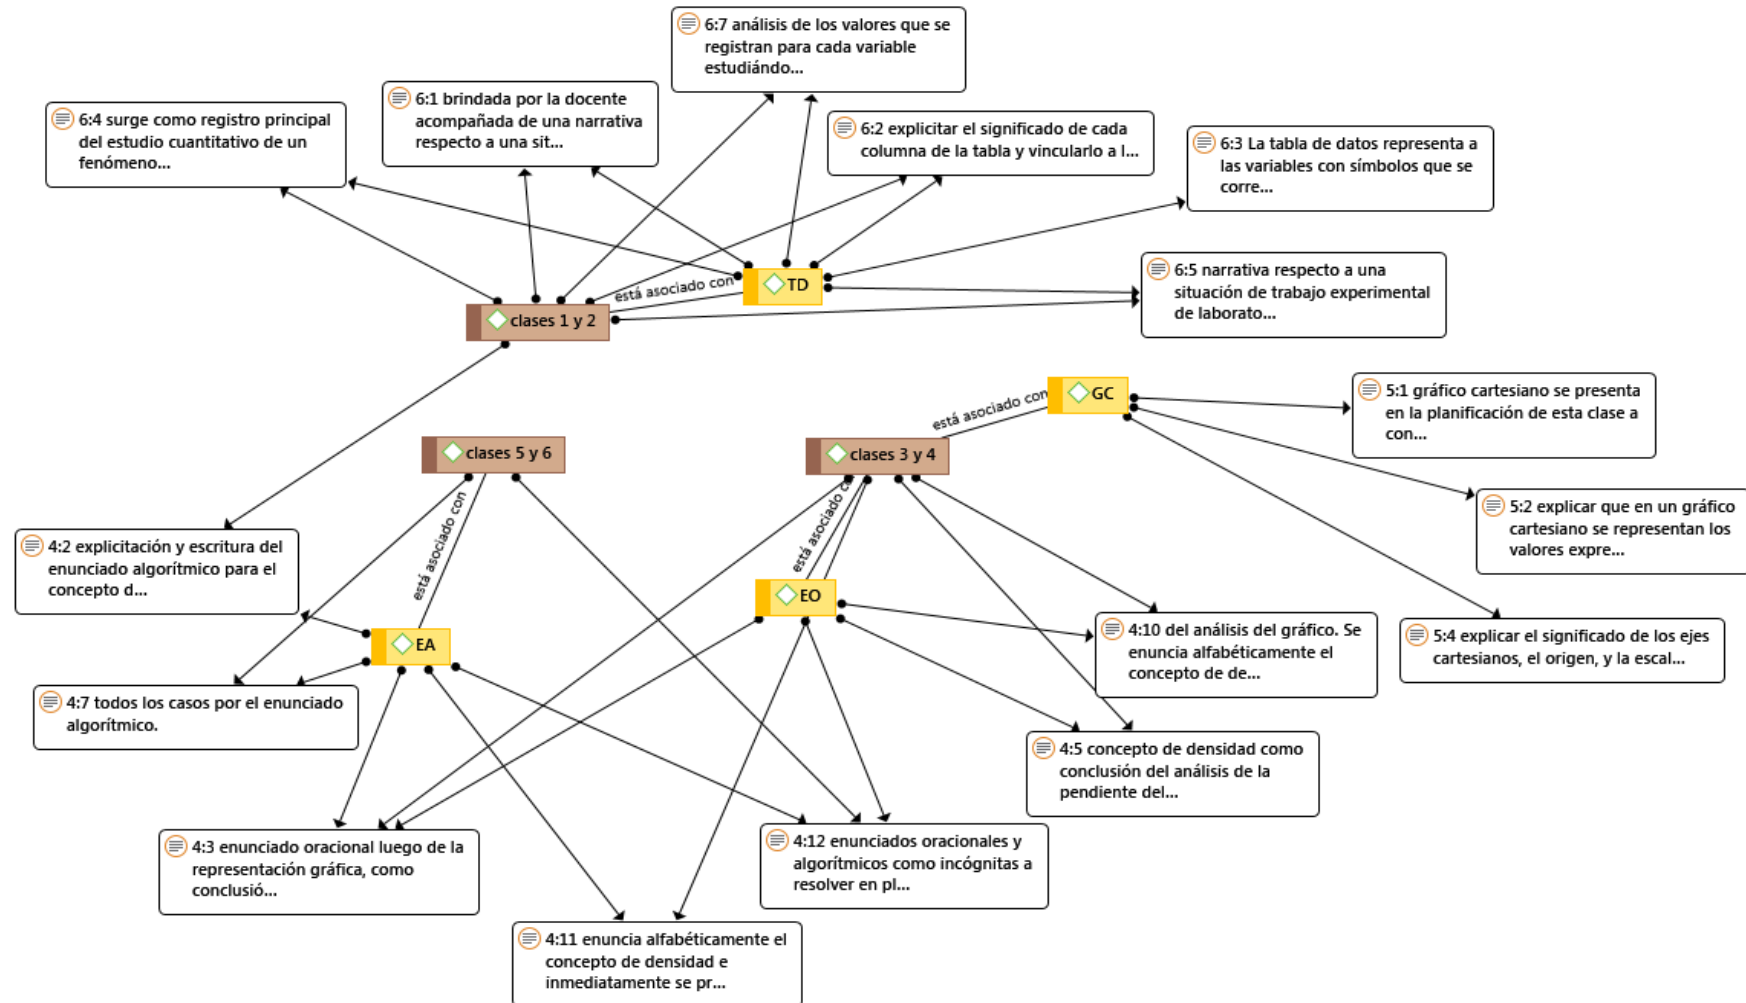 6:7 análisis de los valores que se
registran para cada variable
estudiándo...
6:1 brindada por la docente
acompañada de una narrativa
respecto a una sit...
6:4 surge como registro principal
del estudio cuantitativo de un
fenómeno...
6:2 explicitar el significado de cada
columna de la tabla y vincularlo a l...
6:3 La tabla de datos representa a
las variables con símbolos que se
corre...
6:5 narrativa respecto a una
situación de trabajo experimental
de laborato...
TD
está asociado con
clases 1 y 2
GC
está asociado con
5:1 gráfico cartesiano se presenta
en la planificación de esta clase a
con...
clases 5 y 6
clases 3 y 4
está asociado con
está asociado c
5:2 explicar que en un gráfico
cartesiano se representan los
valores expre...
4:2 explicitación y escritura del
enunciado algorítmico para el
concepto d...
EO
EA
4:10 del análisis del gráfico. Se
enuncia alfabéticamente el
concepto de de...
5:4 explicar el significado de los ejes
cartesianos, el origen, y la escal...
4:7 todos los casos por el enunciado
algorítmico.
4:5 concepto de densidad como
conclusión del análisis de la
pendiente del...
4:3 enunciado oracional luego de la
representación gráfica, como
conclusió...
4:12 enunciados oracionales y
algorítmicos como incógnitas a
resolver en pl...
4:11 enuncia alfabéticamente el
concepto de densidad e
inmediatamente se pr...